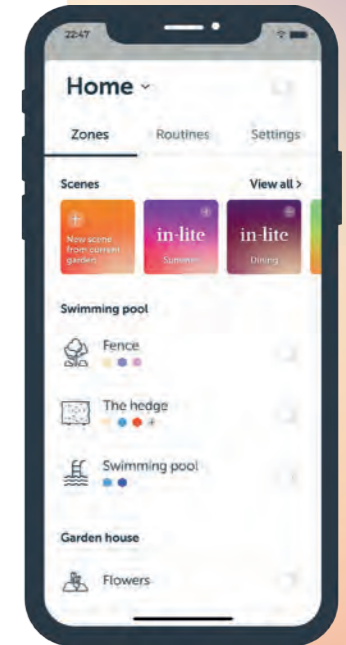 22:47
Home
Zones Routines Settings
Scenes View all >
New scene
from current
garden
in-lite
Summer
in-lite
Dining
Swimming pool
Fence
The hedge
+
Swimming pool
Garden house
Flowers